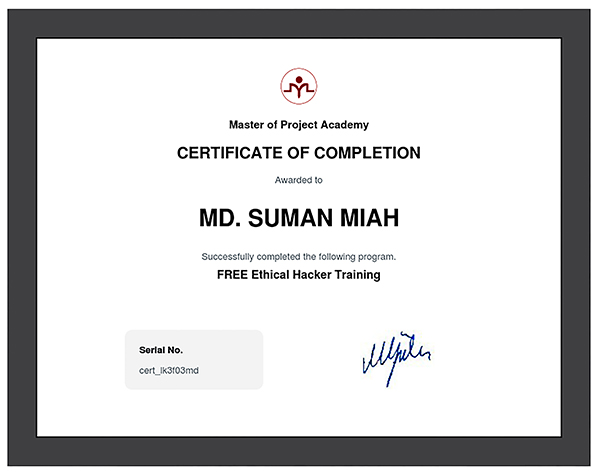 Master of Project Academy
CERTIFICATE OF COMPLETION
Awarded to
MD. SUMAN MIAH
Successfully completed the following program.
FREE Ethical Hacker Training
Serial No.
cert_lk3f03md